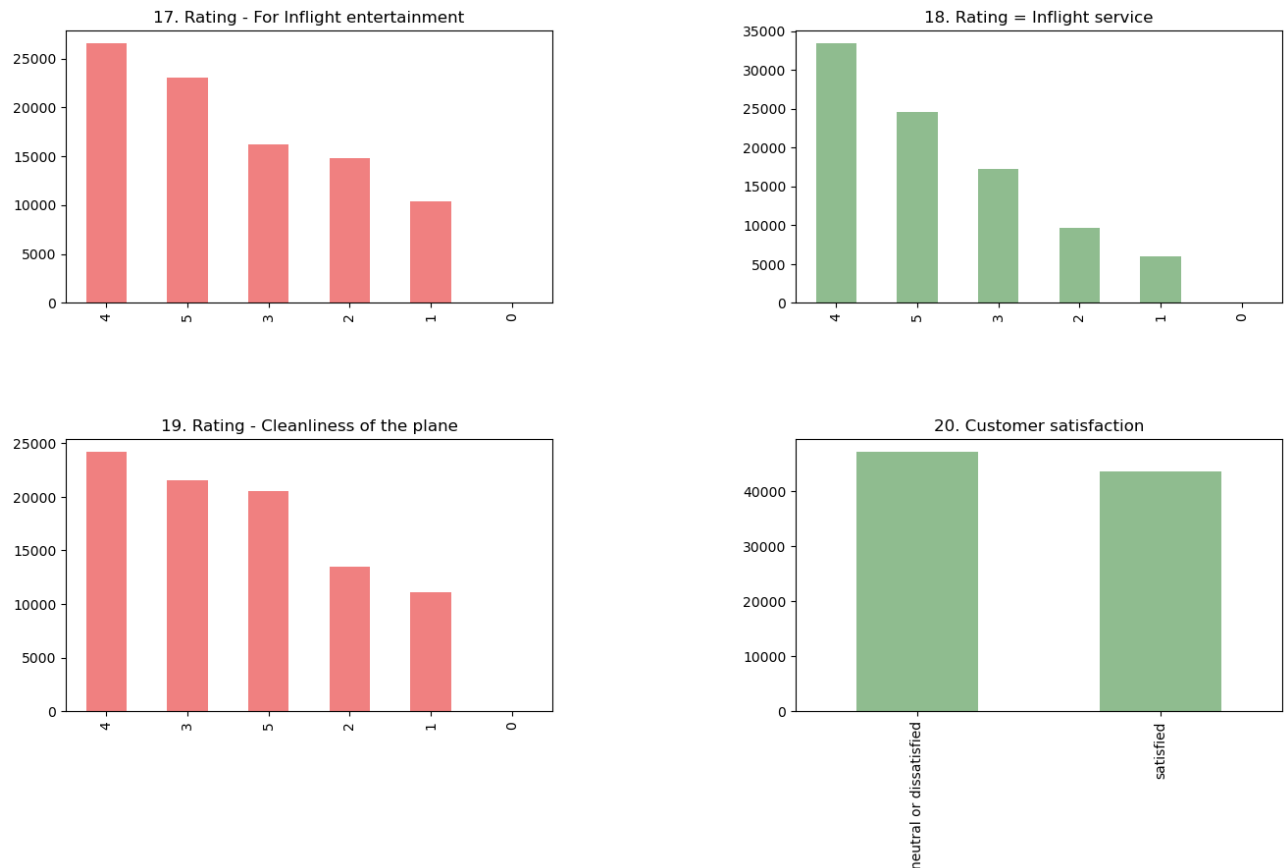 17. Rating - For Inflight entertainment
25000
20000
15000
10000
5000
0
4 5 3 2 1 0
18. Rating = Inflight service
35000
30000
25000
20000
15000
10000
5000
0
4 5 3 2 1 0
19. Rating - Cleanliness of the plane
25000
20000
15000
10000
5000
0
4 3 5 2 1 0
20. Customer satisfaction
40000
30000
20000
10000
0
neutral or dissatisfied
satisfied